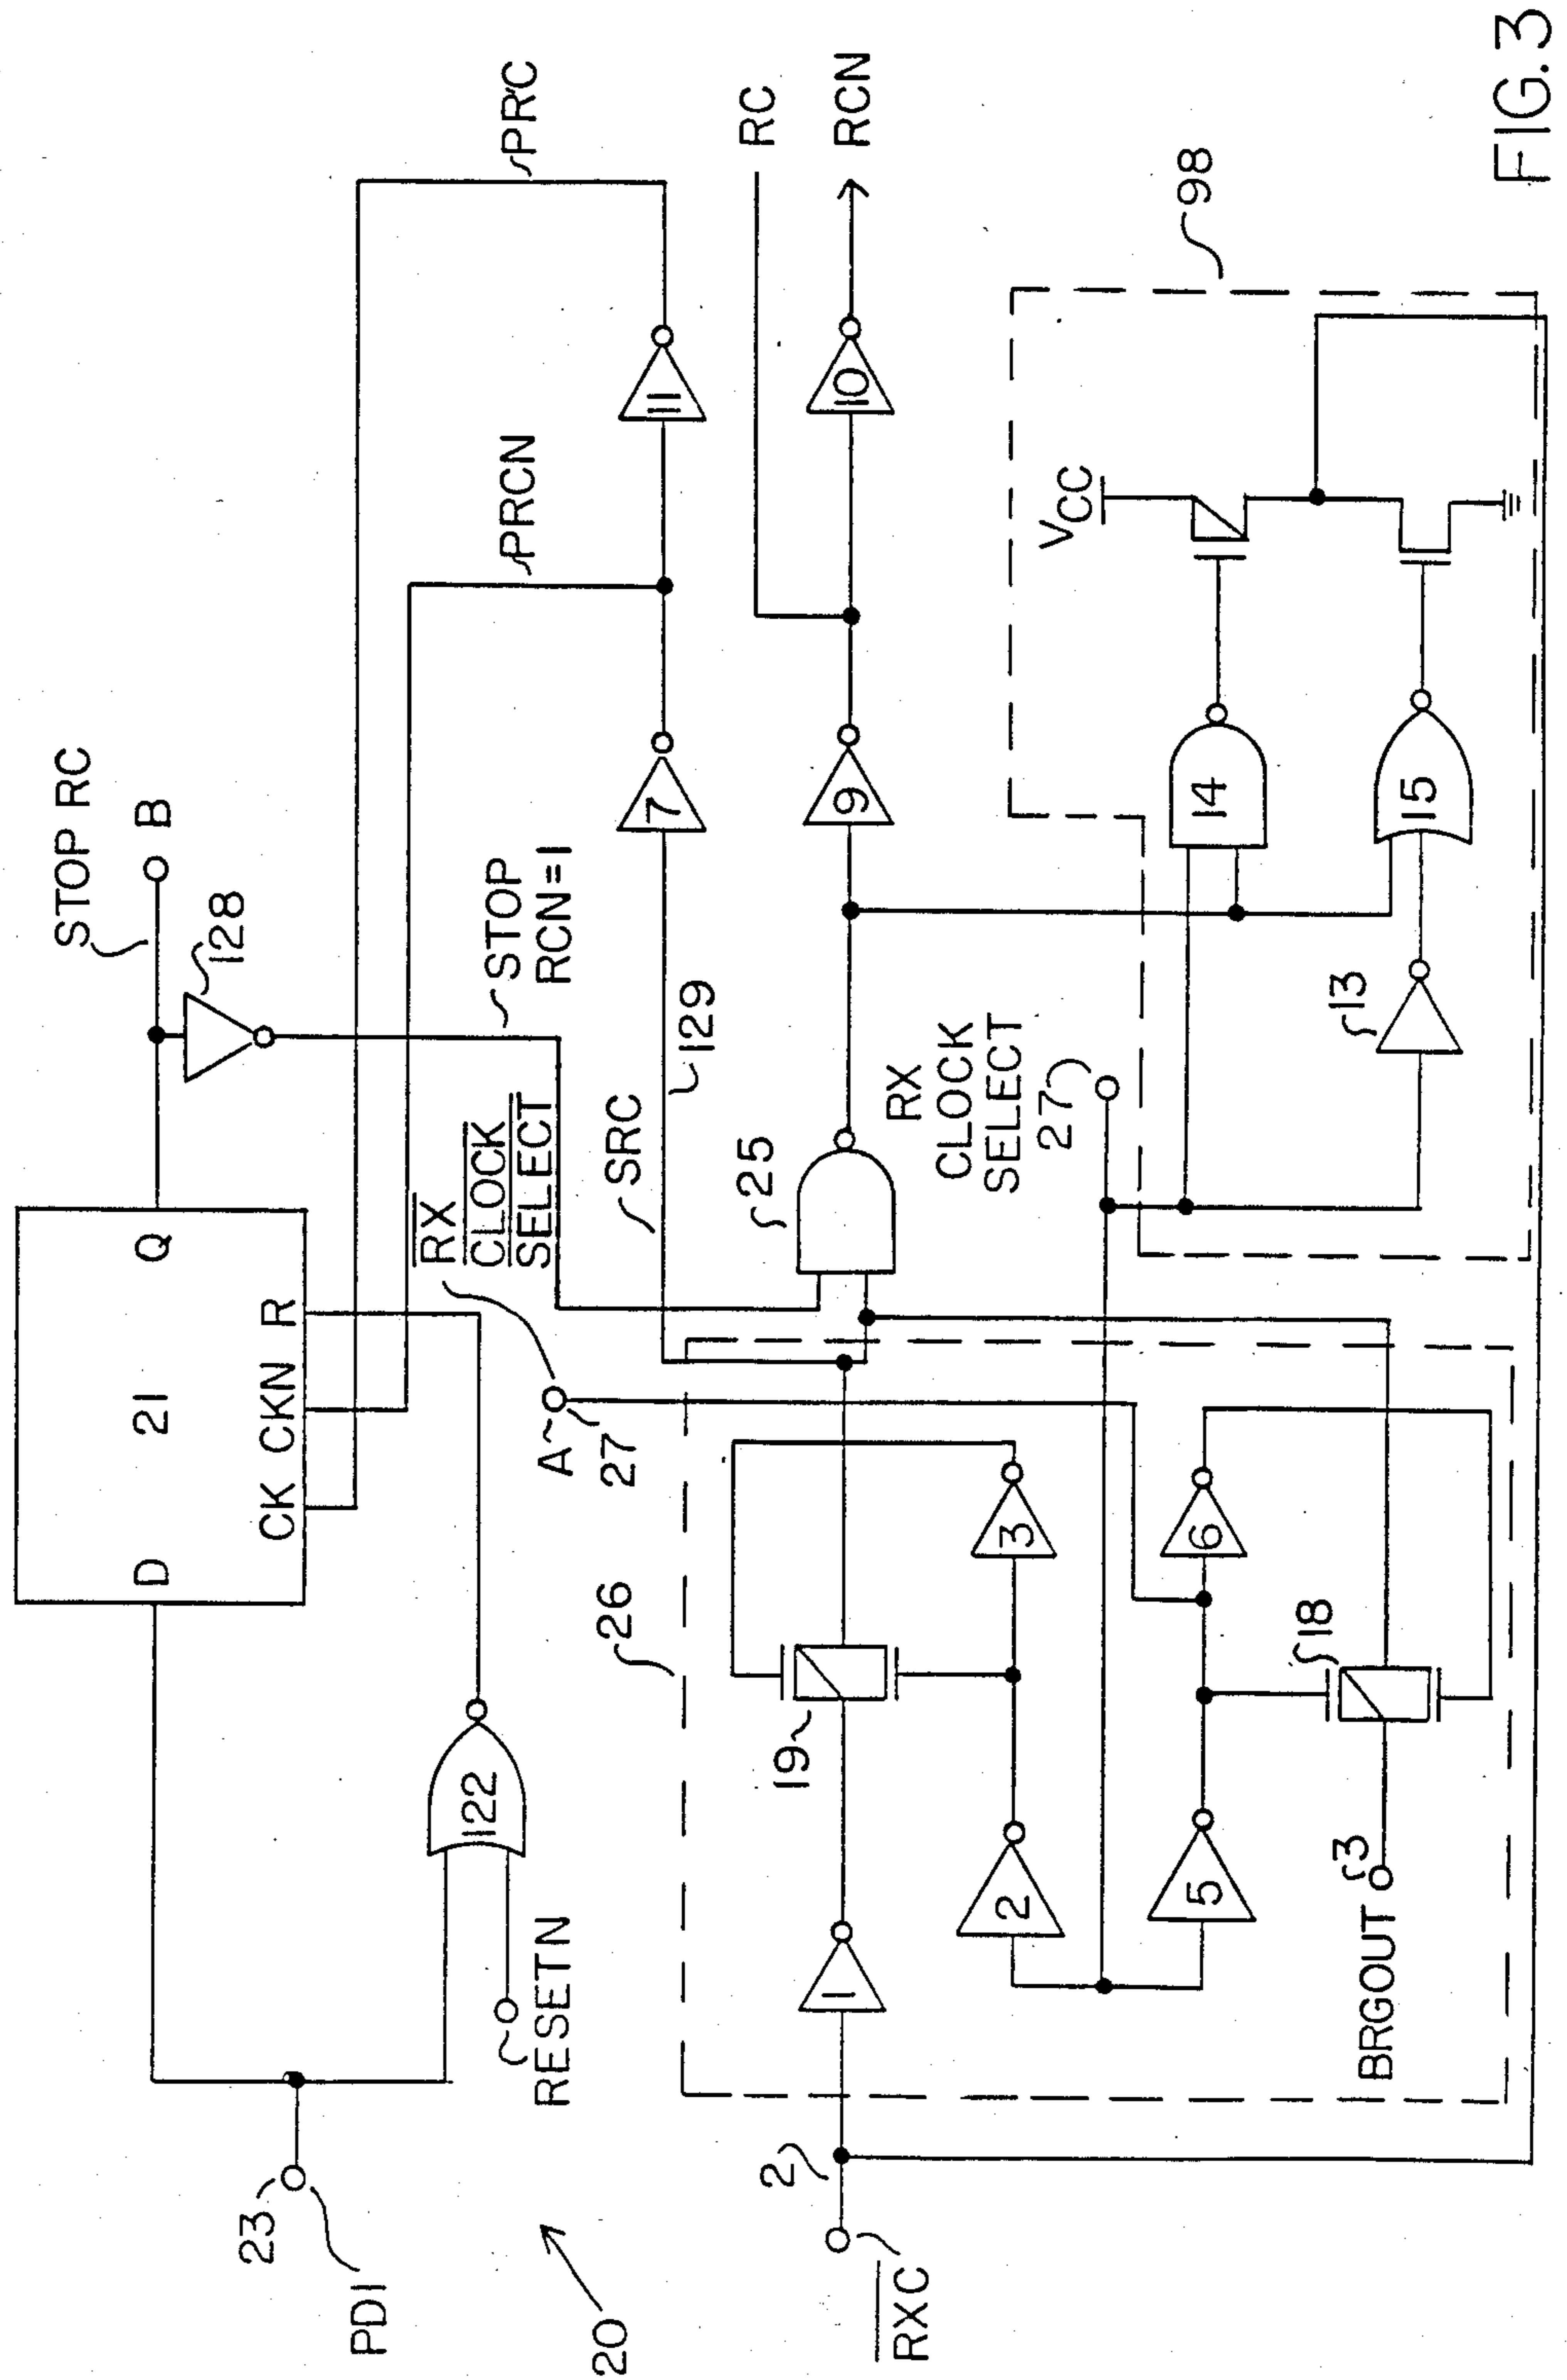 STOP RC
B
128
D
21
Q
CK CKN R
PRCN
PRC
23
PD1
122
RESETN
A
27
RX
CLOCK
SELECT
STOP
RCN=1
SRC
129
7
11
20
26
RC
RCN
2
RXC
1
19
25
9
10
2
3
RX
CLOCK
SELECT
27
98
VCC
14
5
6
13
15
18
BRGOUT
3
FIG.3